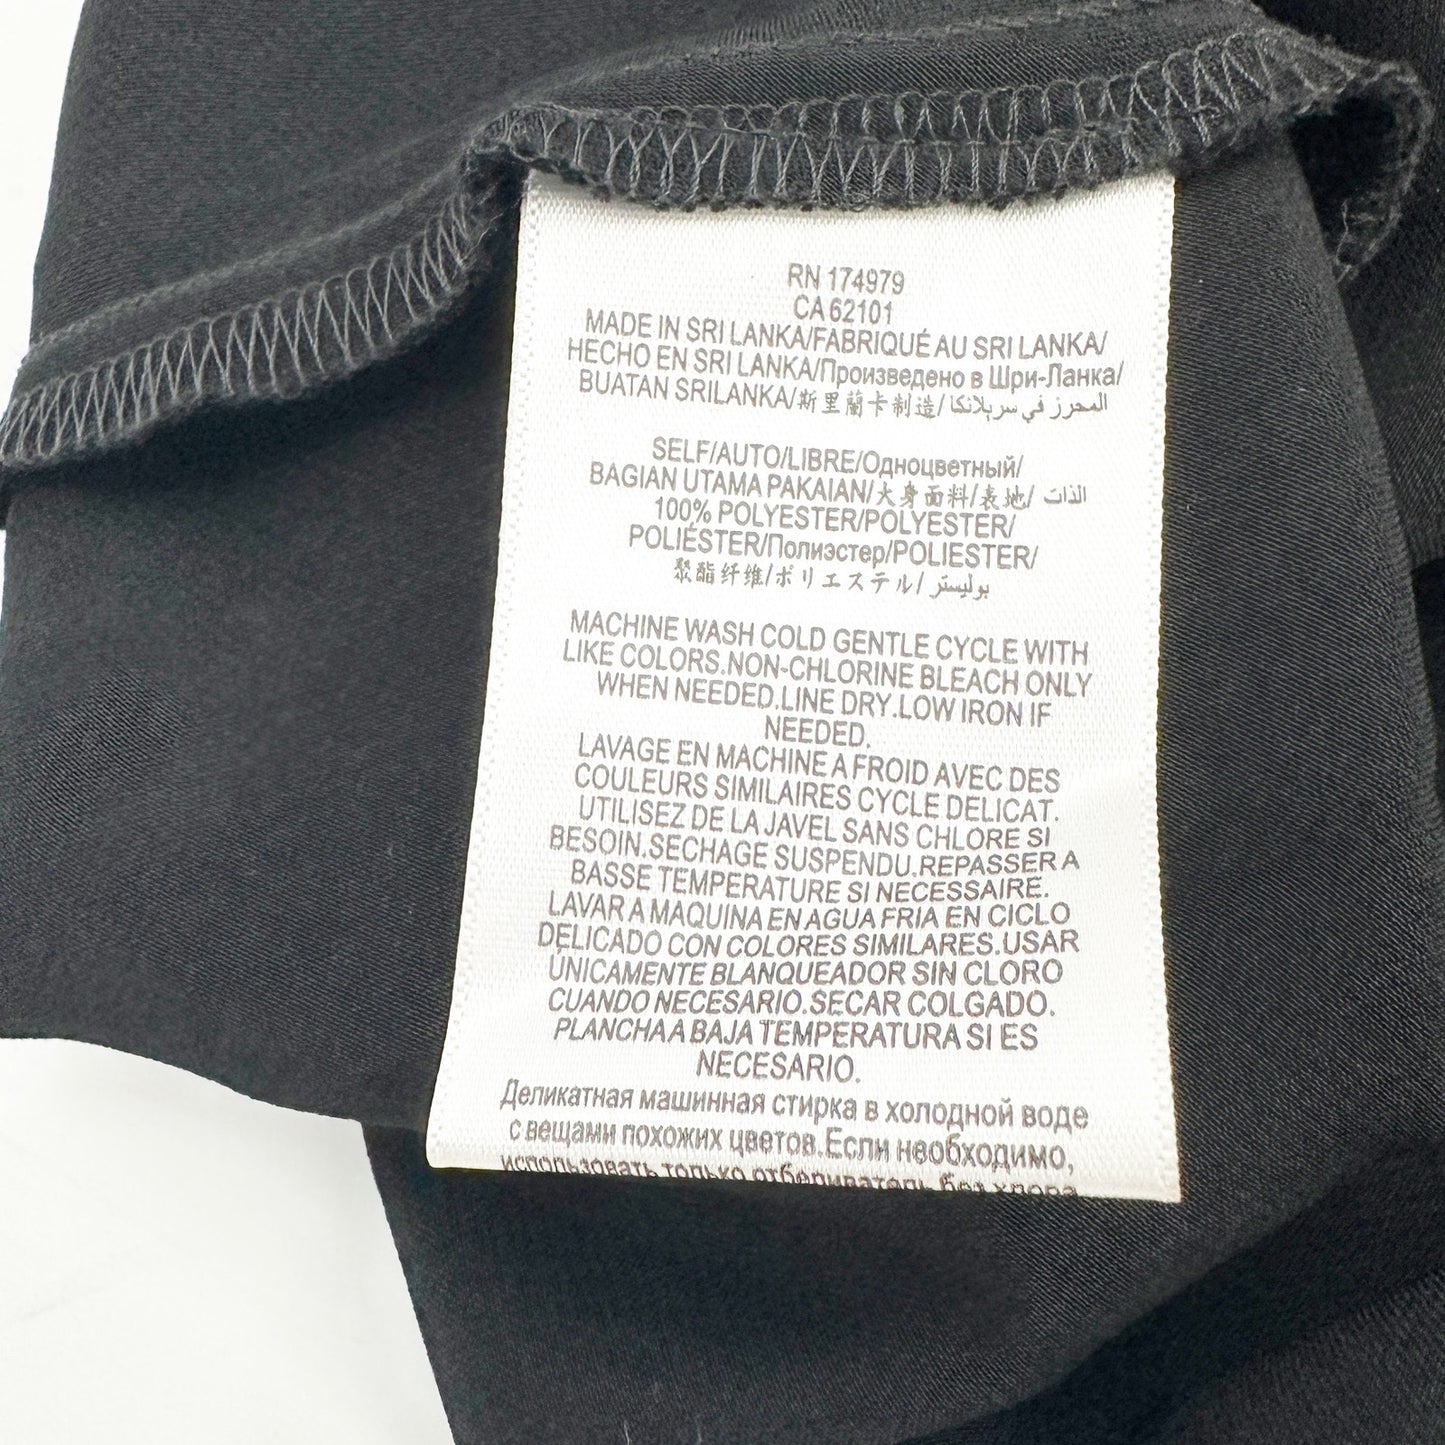 RN 174979
CA 62101
MADE IN SRI LANKA/FABRIQUÉ AU SRI LANKA/
HECHO EN SRI LANKA/Произведено в Шри-Ланка/
BUATAN SRILANKA/斯里蘭卡制造/ المحرز في سريلانكا
SELF/AUTO/LIBRE/Одноцветный/
BAGIAN UTAMA PAKAIAN/大身面料/表地/ الذات
100% POLYESTER/POLYESTER/
POLIÉSTER/Полиэстер/POLIESTER/
聚酯纤维/ポリエステル/ بوليستر
MACHINE WASH COLD GENTLE CYCLE WITH
LIKE COLORS.NON-CHLORINE BLEACH ONLY
WHEN NEEDED.LINE DRY.LOW IRON IF
NEEDED.
LAVAGE EN MACHINE A FROID AVEC DES
COULEURS SIMILAIRES CYCLE DELICAT.
UTILISEZ DE LA JAVEL SANS CHLORE SI
BESOIN.SECHAGE SUSPENDU.REPASSER A
BASSE TEMPERATURE SI NECESSAIRE.
LAVAR A MAQUINA EN AGUA FRIA EN CICLO
DELICADO CON COLORES SIMILARES.USAR
ÚNICAMENTE BLANQUEADOR SIN CLORO
CUANDO NECESARIO.SECAR COLGADO.
PLANCHA A BAJA TEMPERATURA SI ES
NECESARIO.
Деликатная машинная стирка в холодной воде
с вещами похожих цветов.Если необходимо,
использовать только отбериватель без хлора